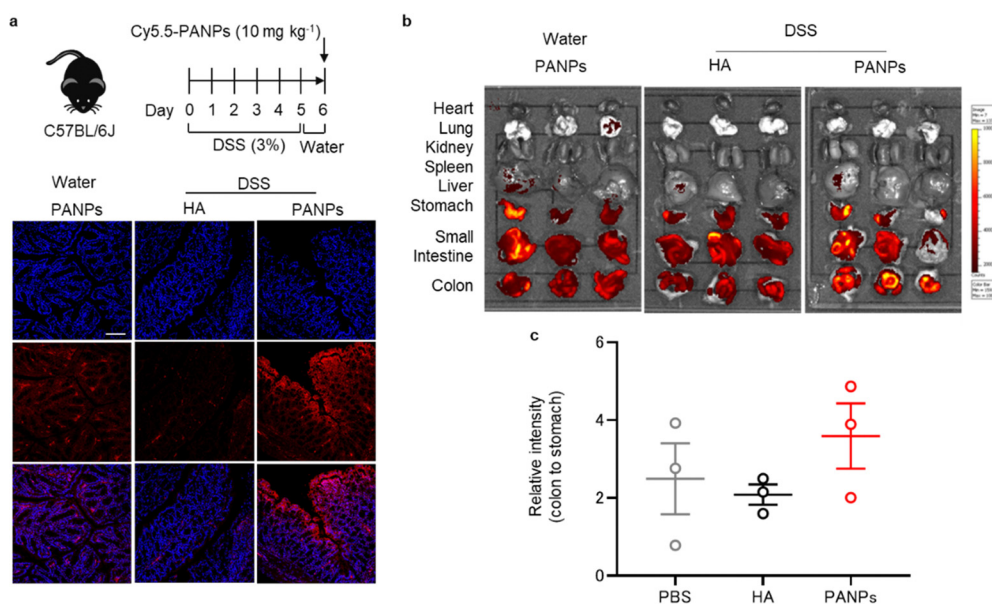 a
Cy5.5-PANPs (10 mg kg-1)
C57BL/6J
Day 0 1 2 3 4 5 6
DSS (3%) Water
Water DSS
PANPs HA PANPs
b
Water DSS
PANPs HA PANPs
Heart
Lung
Kidney
Spleen
Liver
Stomach
Small
Intestine
Colon
Image
c
Relative intensity
(colon to stomach)
6
4
2
0
PBS HA PANPs